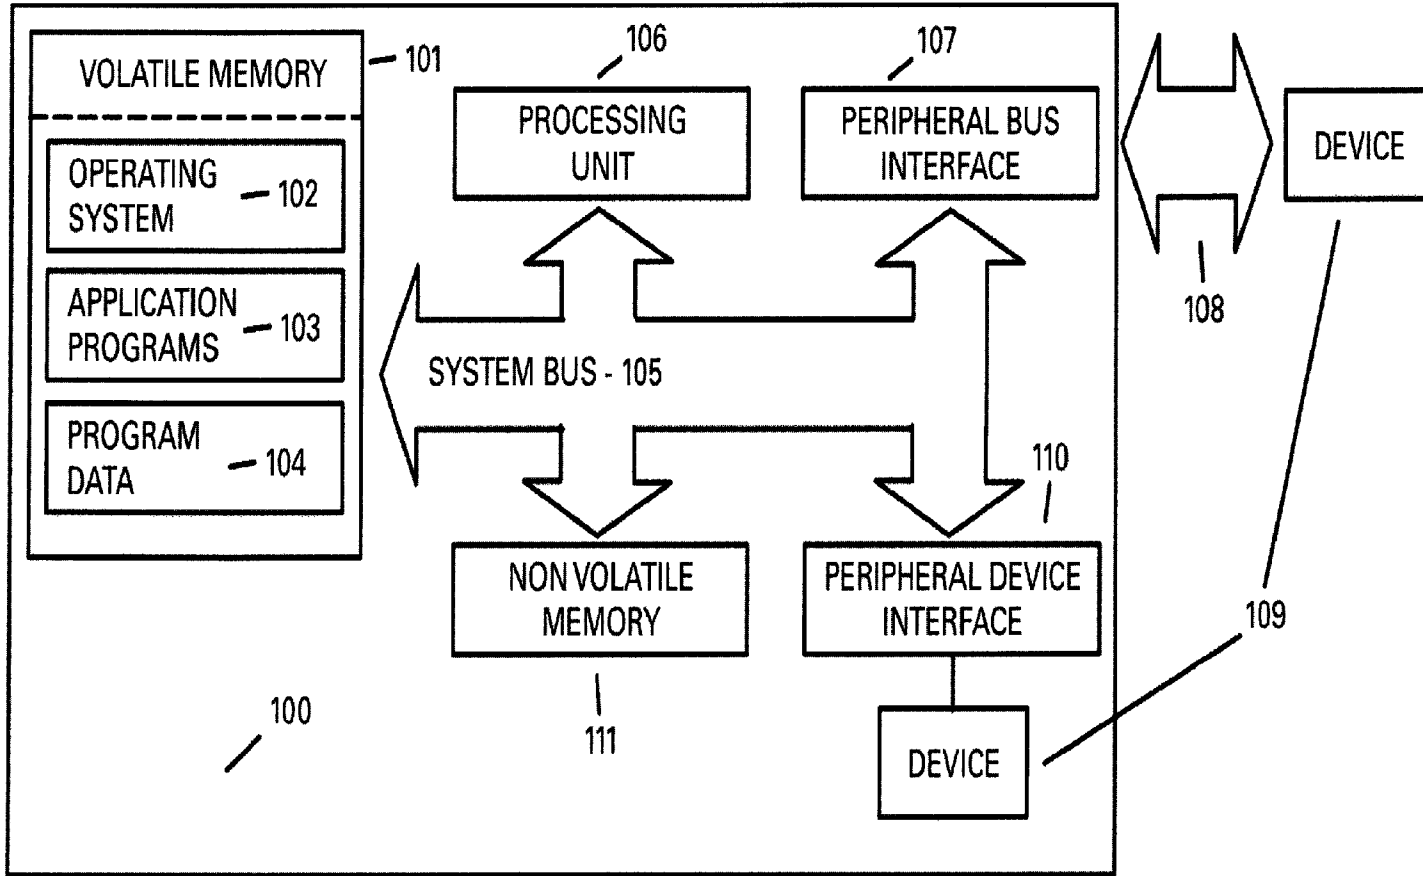 VOLATILE MEMORY
101
OPERATING
SYSTEM
102
APPLICATION
PROGRAMS
103
PROGRAM
DATA
104
106
PROCESSING
UNIT
107
PERIPHERAL BUS
INTERFACE
DEVICE
108
SYSTEM BUS - 105
110
NON VOLATILE
MEMORY
111
PERIPHERAL DEVICE
INTERFACE
109
100
DEVICE